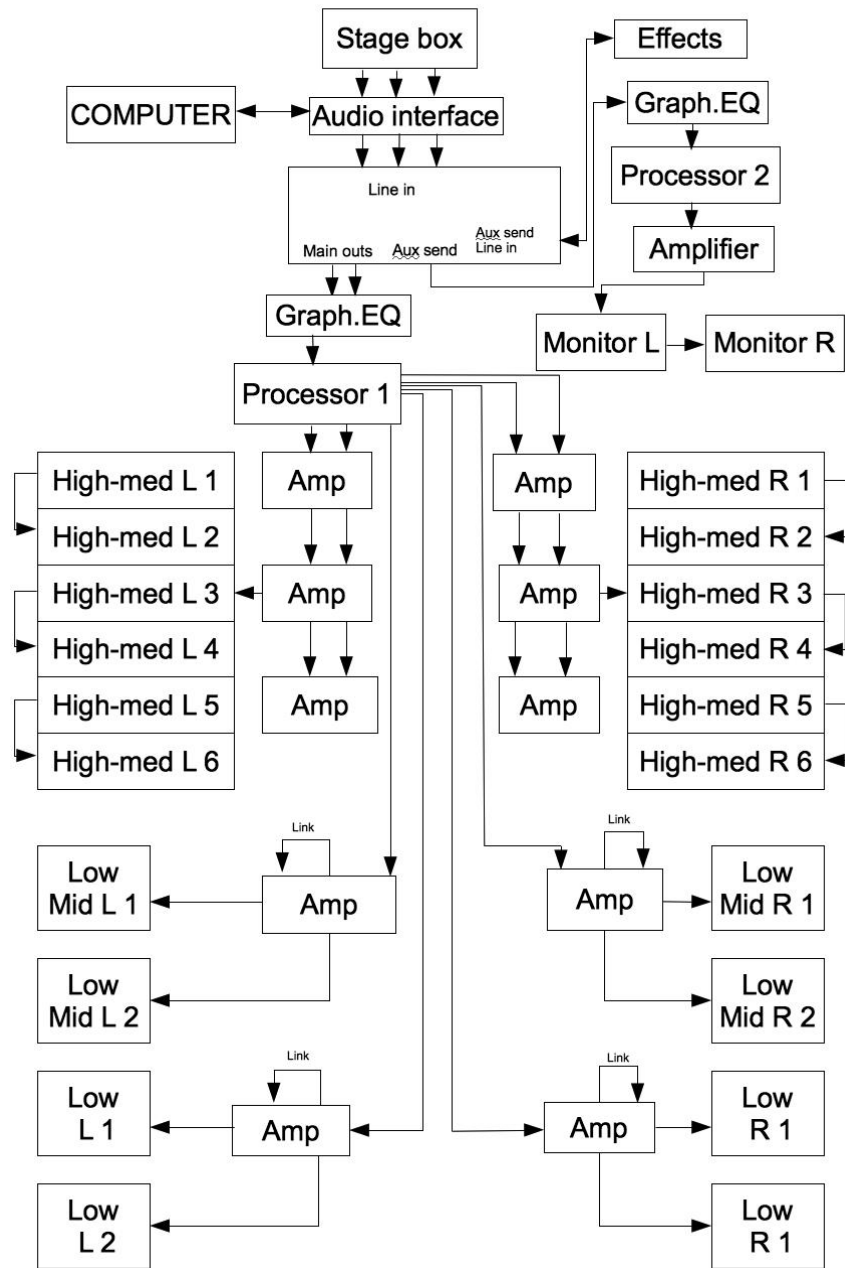 Stage box
Effects
COMPUTER
Audio interface
Graph.EQ
Processor 2
Line in
Aux send
Line in
Main outs
Aux send
Amplifier
Graph.EQ
Monitor L
Monitor R
Processor 1
High-med L 1
Amp
Amp
High-med R 1
High-med L 2
High-med R 2
High-med L 3
Amp
Amp
High-med R 3
High-med L 4
High-med R 4
High-med L 5
Amp
Amp
High-med R 5
High-med L 6
High-med R 6
Link
Link
Low
Mid L 1
Amp
Amp
Low
Mid R 1
Low
Mid L 2
Low
Mid R 2
Link
Link
Low
L 1
Amp
Amp
Low
R 1
Low
L 2
Low
R 1